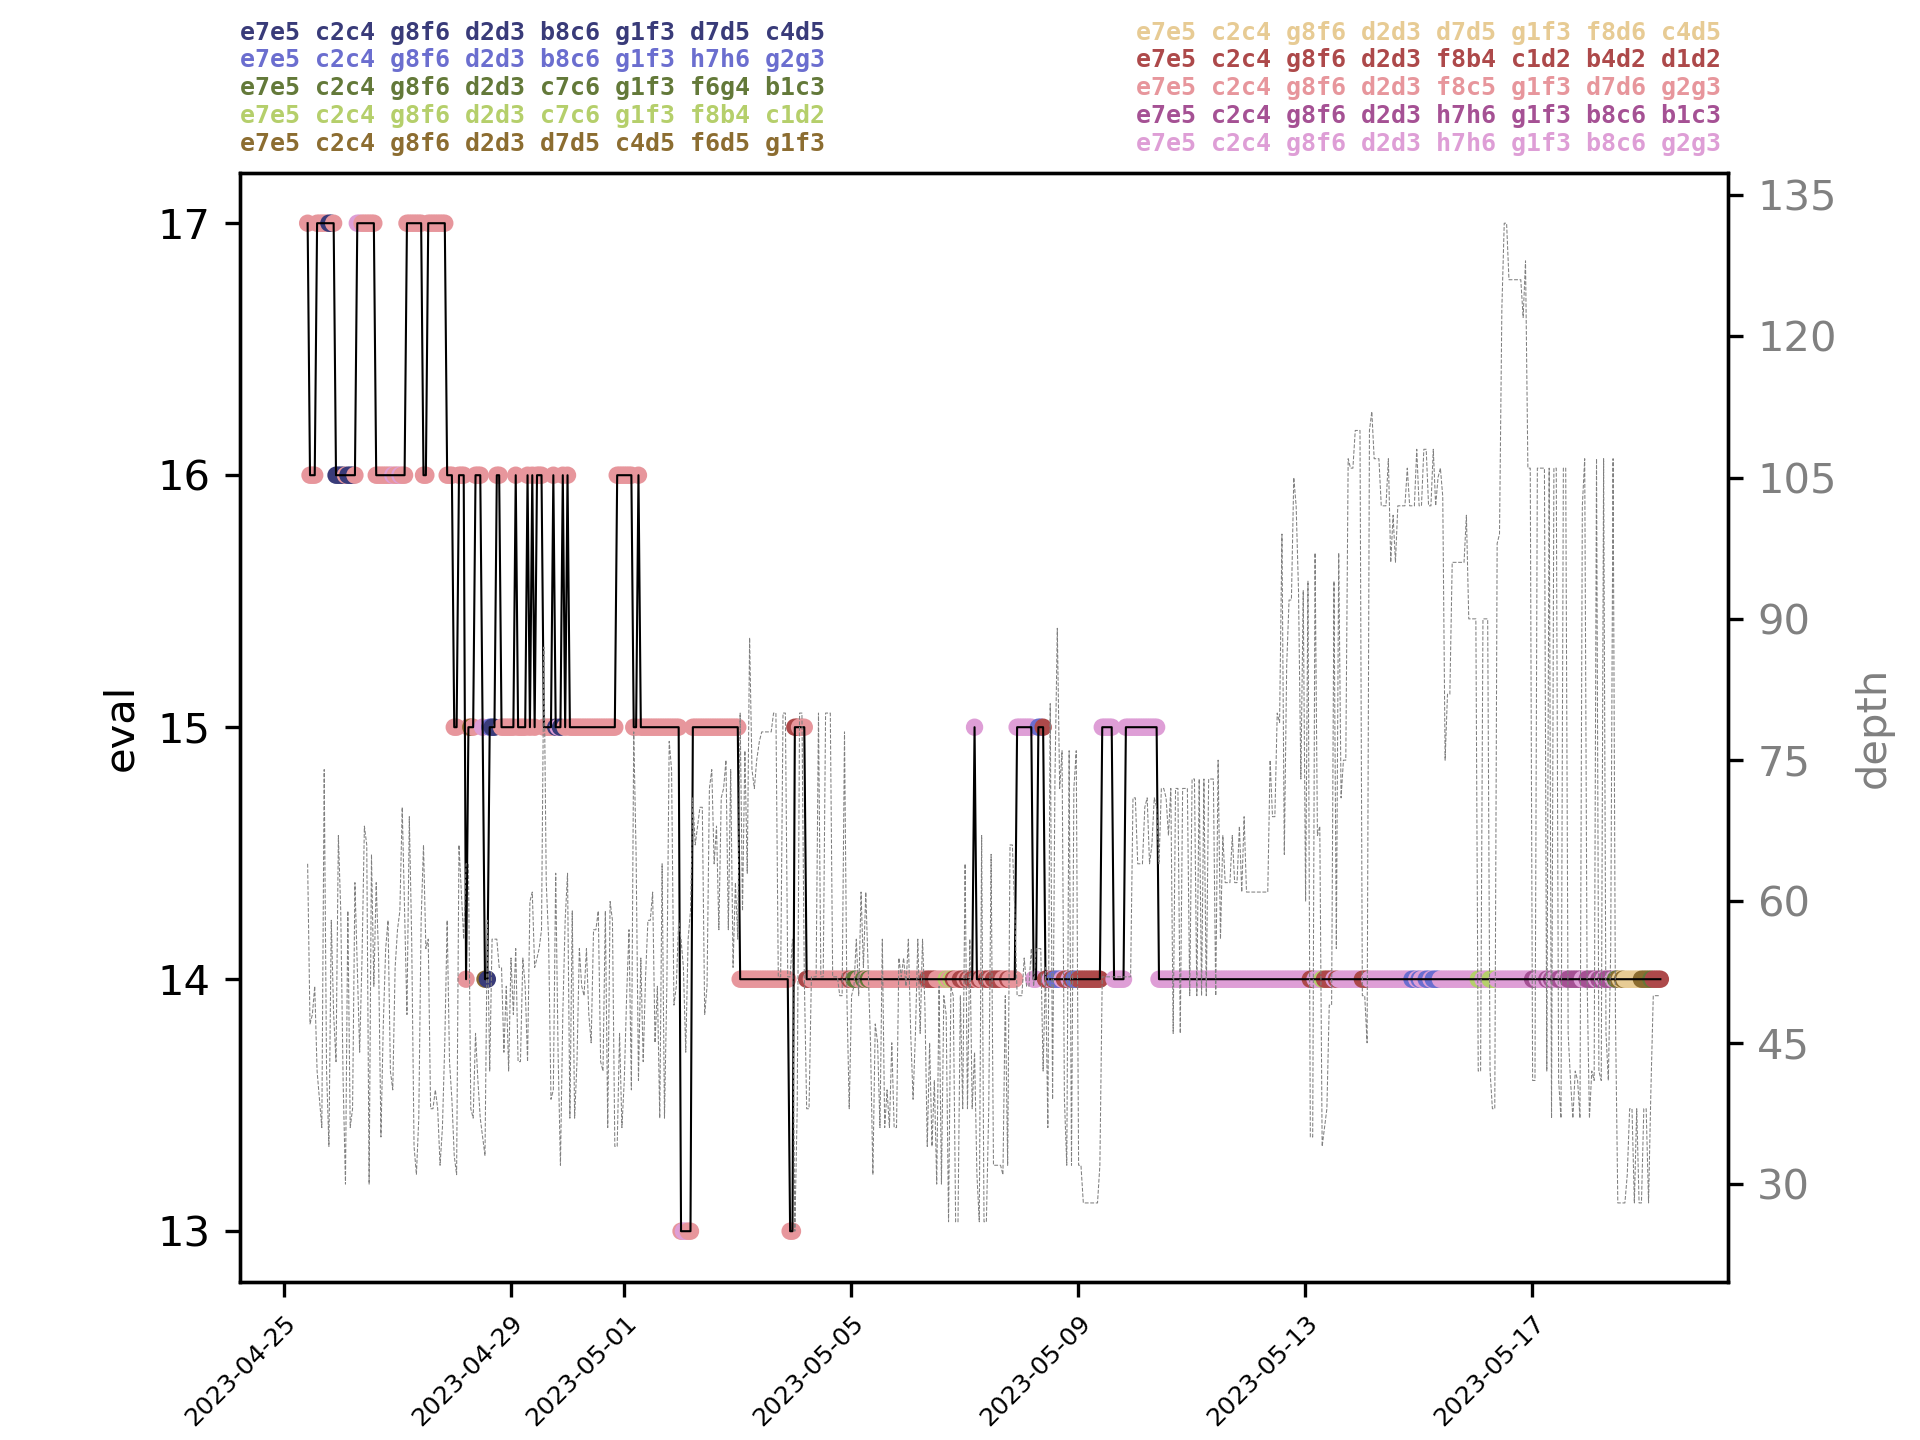 e7e5 c2c4 g8f6 d2d3 b8c6 g1f3 d7d5 c4d5
e7e5 c2c4 g8f6 d2d3 b8c6 g1f3 h7h6 g2g3
e7e5 c2c4 g8f6 d2d3 c7c6 g1f3 f6g4 b1c3
e7e5 c2c4 g8f6 d2d3 c7c6 g1f3 f8b4 c1d2
e7e5 c2c4 g8f6 d2d3 d7d5 c4d5 f6d5 g1f3
e7e5 c2c4 g8f6 d2d3 d7d5 g1f3 f8d6 c4d5
e7e5 c2c4 g8f6 d2d3 f8b4 c1d2 b4d2 d1d2
e7e5 c2c4 g8f6 d2d3 f8c5 g1f3 d7d6 g2g3
e7e5 c2c4 g8f6 d2d3 h7h6 g1f3 b8c6 b1c3
e7e5 c2c4 g8f6 d2d3 h7h6 g1f3 b8c6 g2g3
17
16
15
14
13
eval
135
120
105
90
75
60
45
30
depth
2023-04-25
2023-04-29
2023-05-01
2023-05-05
2023-05-09
2023-05-13
2023-05-17